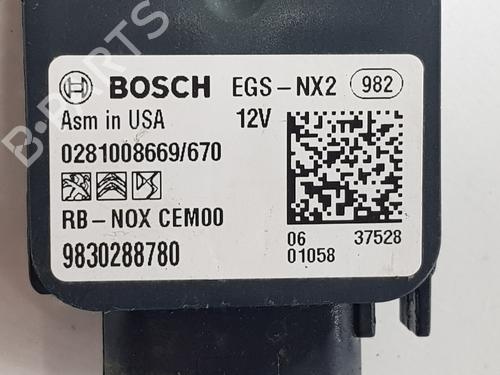 BOSCH EGS-NX2 982
Asm in USA 12V
0281008669/670
RB-NOX CEM00
9830288780
06 37528
01058
B-PARTS